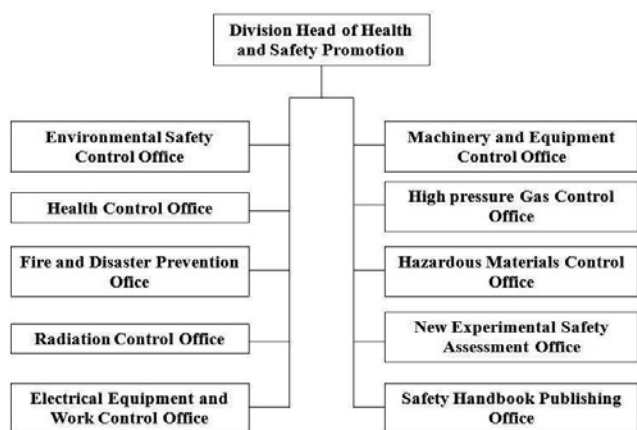 Division Head of Health
and Safety Promotion
Environmental Safety
Control Office
Machinery and Equipment
Control Office
Health Control Office
High pressure Gas Control
Office
Fire and Disaster Prevention
Ofice
Hazardous Materials Control
Office
Radiation Control Office
New Experimental Safety
Assessment Office
Electrical Equipment and
Work Control Office
Safety Handbook Publishing
Office